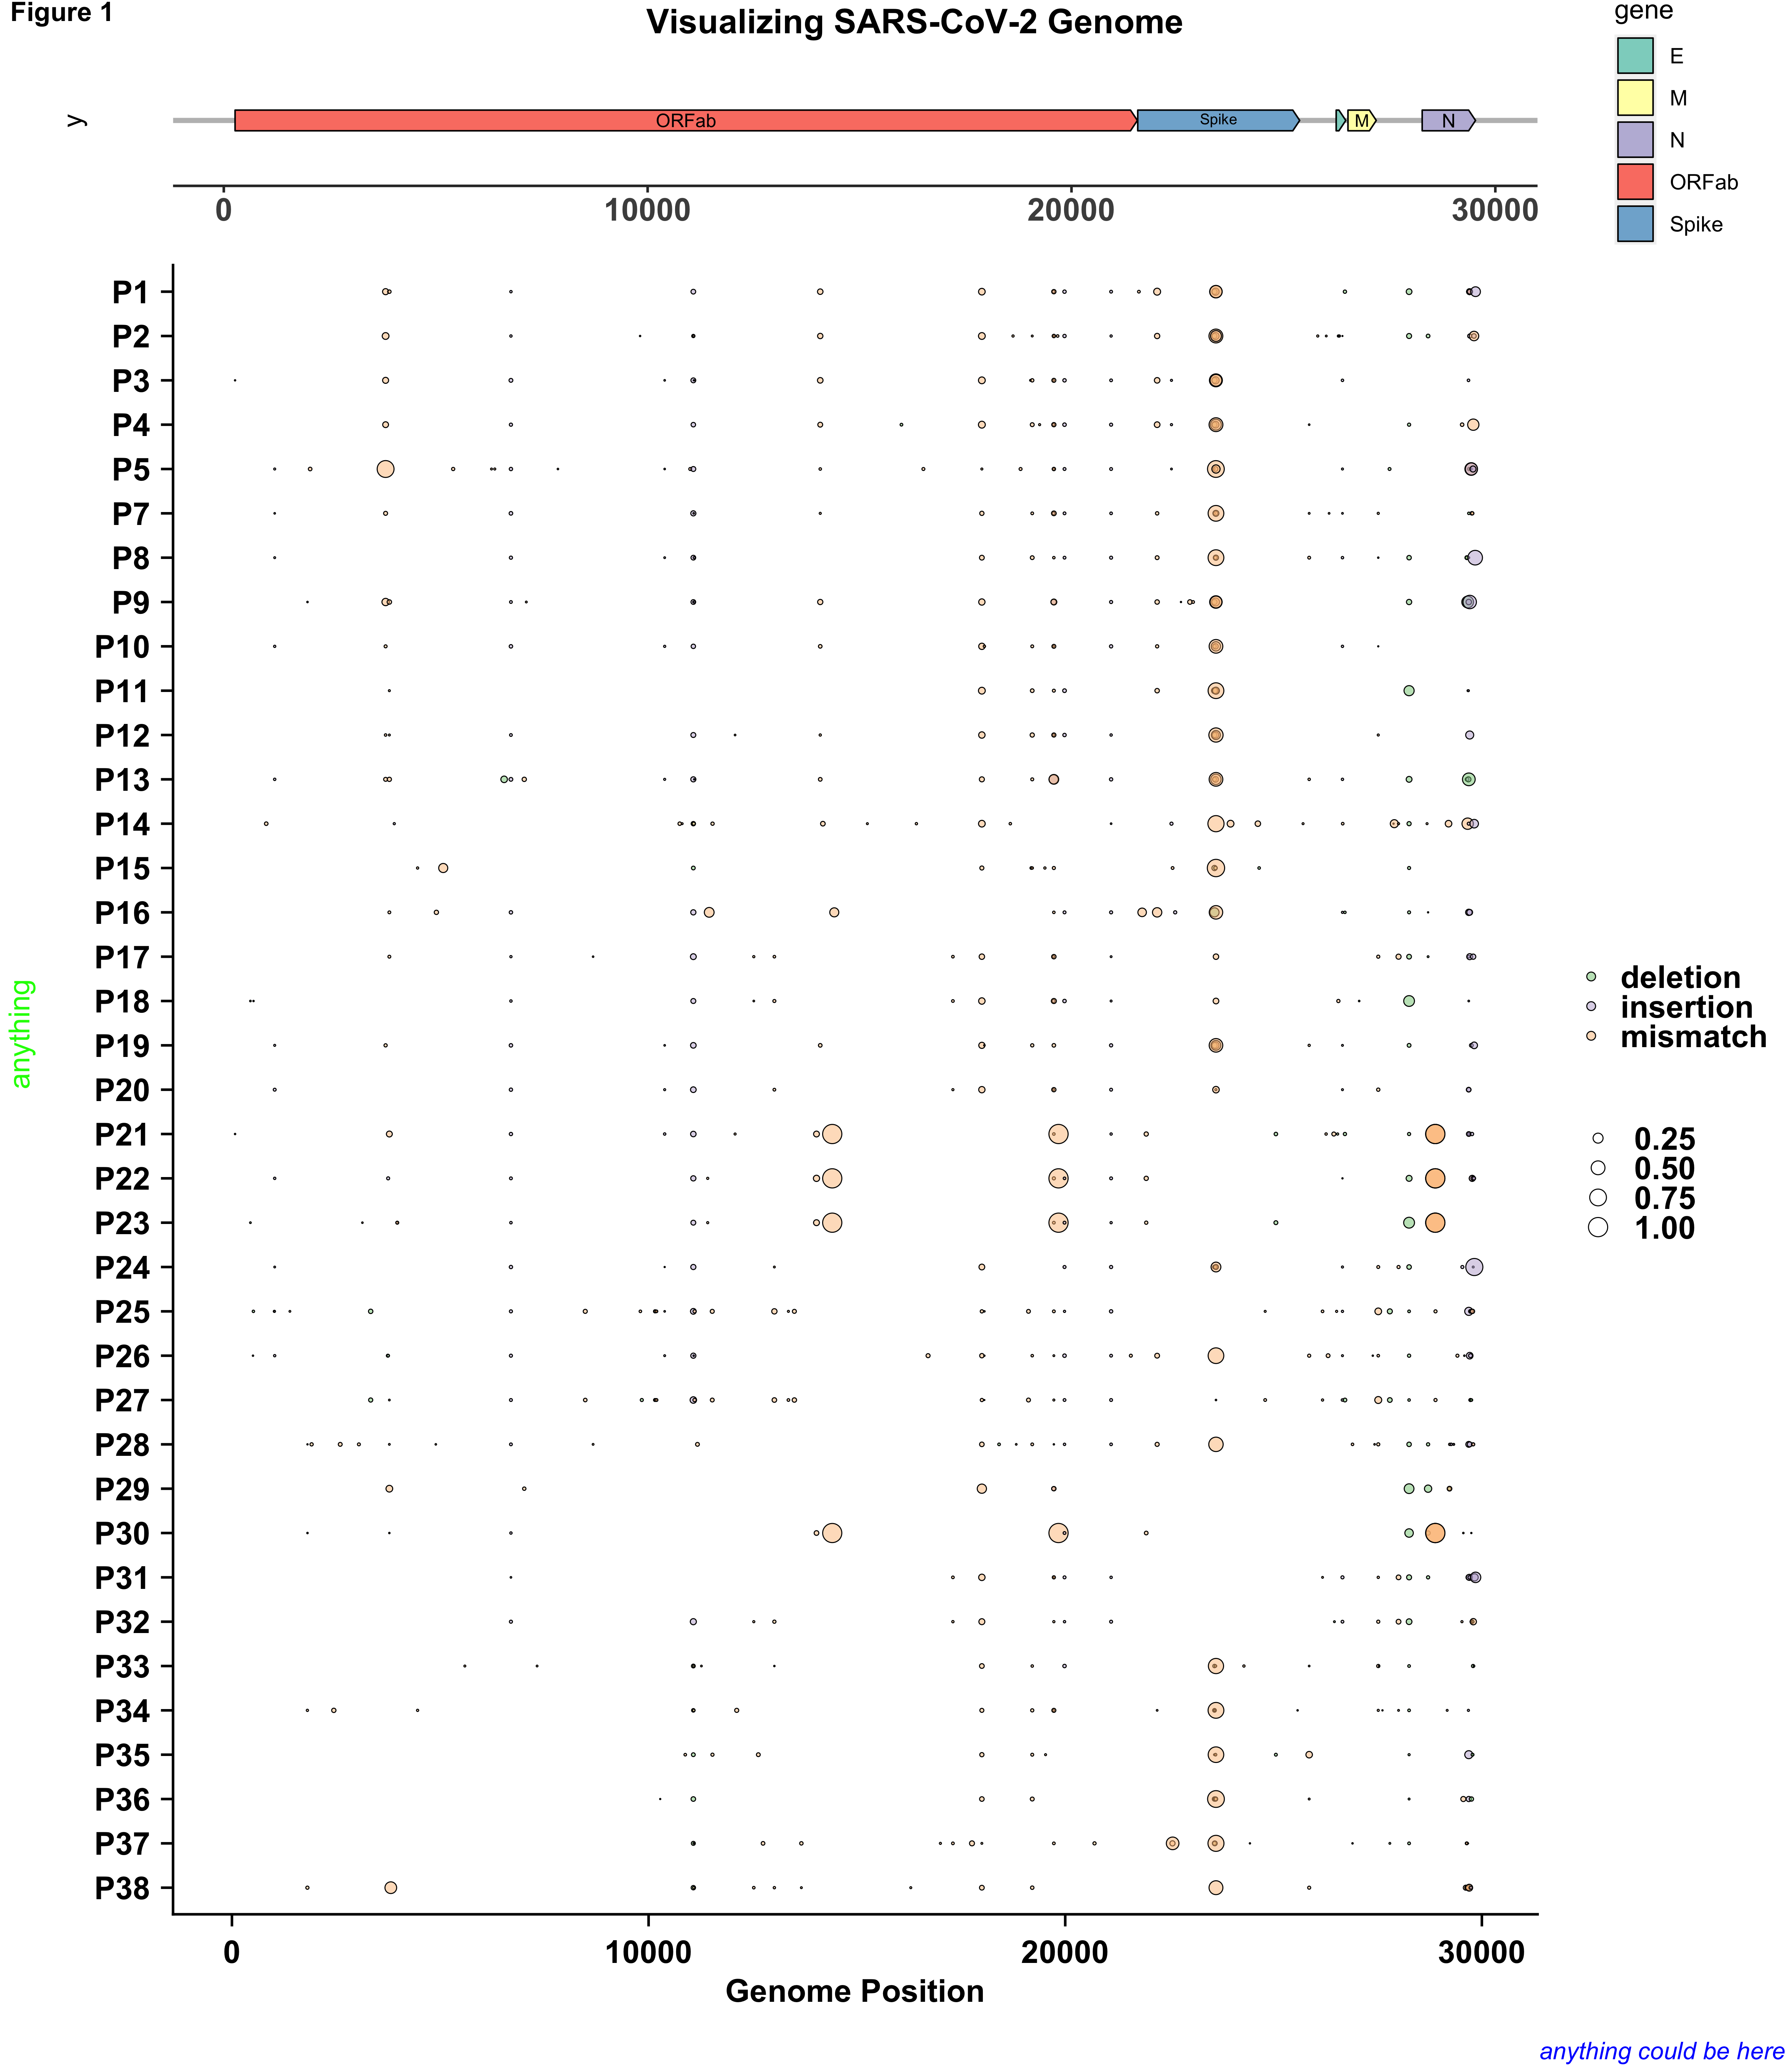 Figure 1
Visualizing SARS-CoV-2 Genome
gene
E
M
N
ORFab
Spike
y
ORFab
Spike
M
N
0
10000
20000
30000
P1
P2
P3
P4
P5
P7
P8
P9
P10
P11
P12
P13
P14
P15
P16
P17
P18
P19
P20
P21
P22
P23
P24
P25
P26
P27
P28
P29
P30
P31
P32
P33
P34
P35
P36
P37
P38
anything
deletion
insertion
mismatch
0.25
0.50
0.75
1.00
0
10000
20000
30000
Genome Position
anything could be here